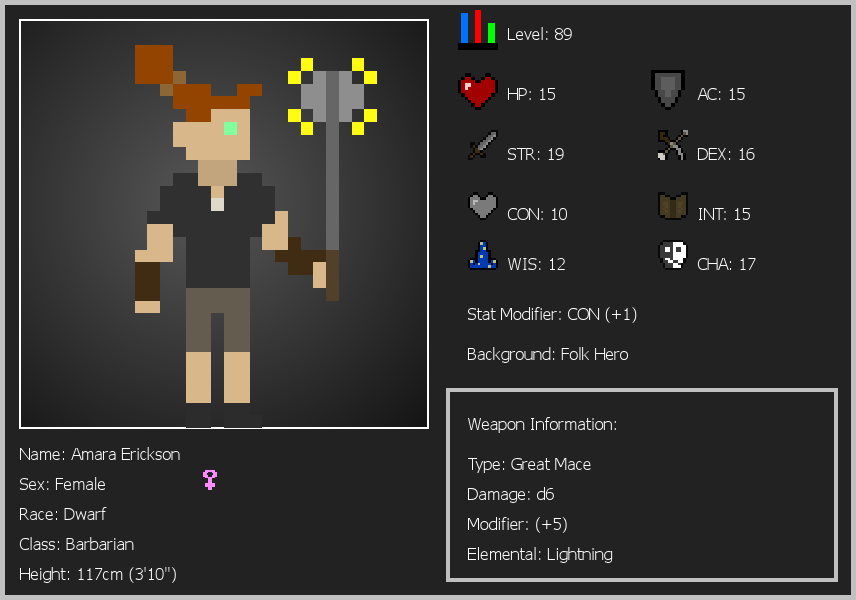 Level: 89
HP: 15
AC: 15
STR: 19
DEX: 16
CON: 10
INT: 15
WIS: 12
CHA: 17
Stat Modifier: CON (+1)
Background: Folk Hero
Weapon Information:
Type: Great Mace
Damage: d6
Modifier: (+5)
Elemental: Lightning
Name: Amara Erickson
Sex: Female
Race: Dwarf
Class: Barbarian
Height: 117cm (3'10")